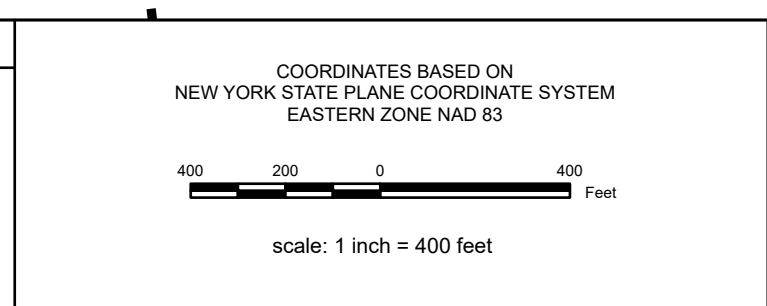 COORDINATES BASED ON
NEW YORK STATE PLANE COORDINATE SYSTEM
EASTERN ZONE NAD 83
400 200 0 400
Feet
scale: 1 inch = 400 feet